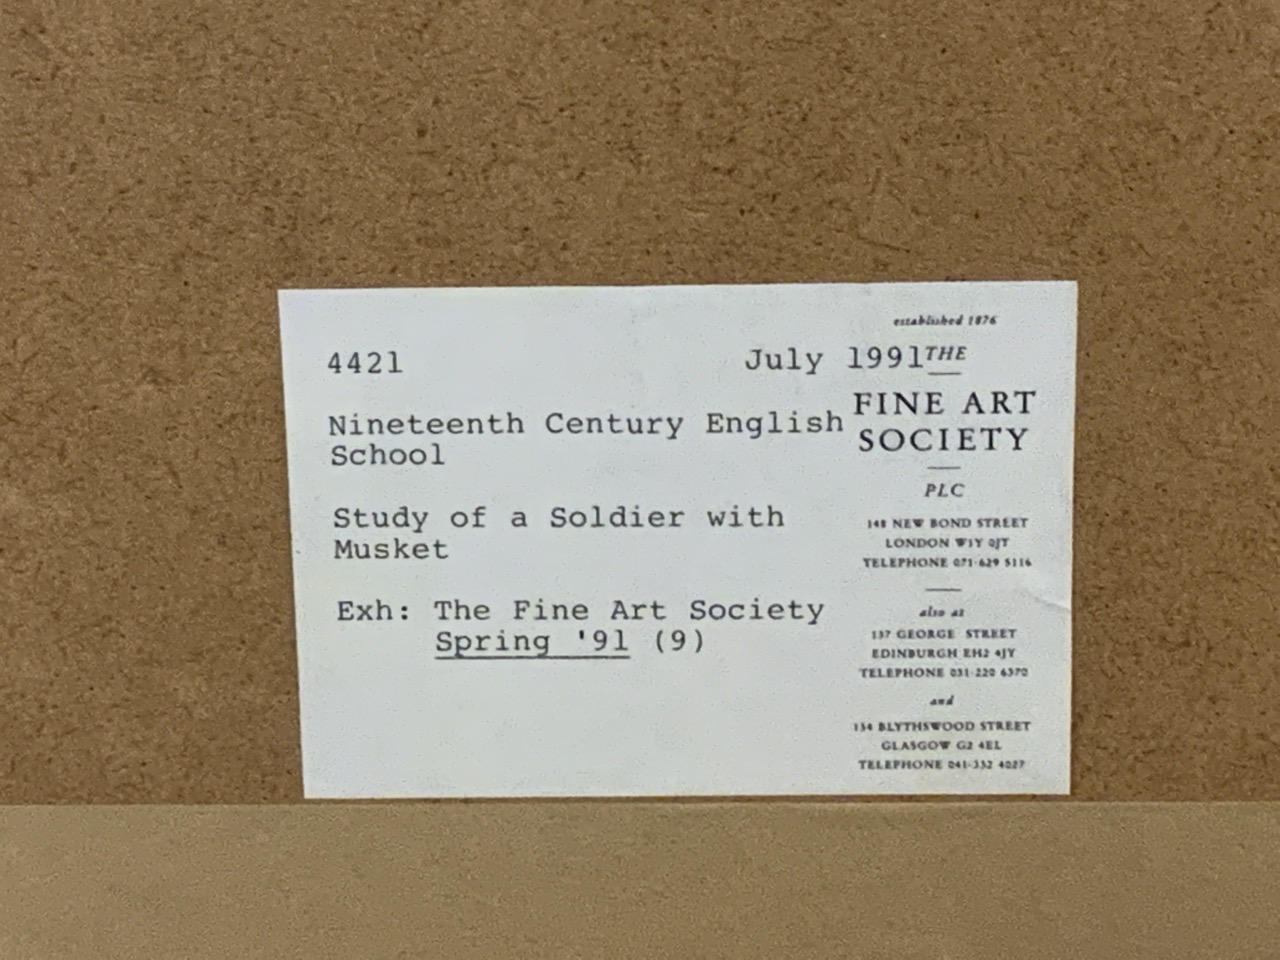 4421 July 1991
Nineteenth Century English
School
Study of a Soldier with
Musket
Exh: The Fine Art Society
Spring '91 (9)
established 1876
THE
FINE ART
SOCIETY
PLC
148 NEW BOND STREET
LONDON W1Y 0JT
TELEPHONE 071-629 5116
also at
137 GEORGE STREET
EDINBURGH EH2 4JY
TELEPHONE 031-220 6370
and
134 BLYTHSWOOD STREET
GLASGOW G2 4EL
TELEPHONE 041-332 4027